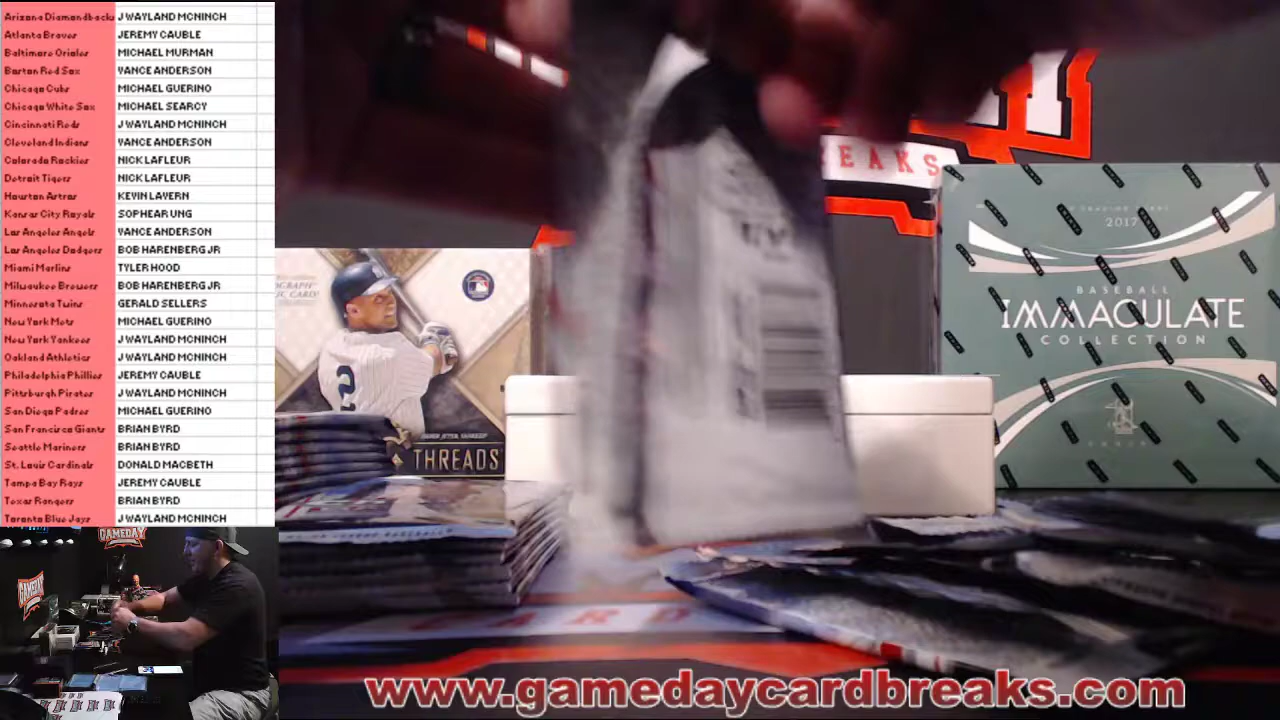 Arizona Diamondbacks J WAYLAND MCNINCH
Atlanta Braves JEREMY CAUBLE
Baltimore Orioles MICHAEL MURMAN
Boston Red Sox VANCE ANDERSON
Chicago Cubs MICHAEL GUERINO
Chicago White Sox MICHAEL SEARCY
Cincinnati Reds J WAYLAND MCNINCH
Cleveland Indians VANCE ANDERSON
Colorado Rockies NICK LAFLEUR
Detroit Tigers NICK LAFLEUR
Houston Astros KEVIN LAVERN
Kansas City Royals SOPHEAR UNG
Los Angeles Angels VANCE ANDERSON
Los Angeles Dodgers BOB HARENBERG JR
Miami Marlins TYLER HOOD
Milwaukee Brewers BOB HARENBERG JR
Minnesota Twins GERALD SELLERS
New York Mets MICHAEL GUERINO
New York Yankees J WAYLAND MCNINCH
Oakland Athletics J WAYLAND MCNINCH
Philadelphia Phillies JEREMY CAUBLE
Pittsburgh Pirates J WAYLAND MCNINCH
San Diego Padres MICHAEL GUERINO
San Francisco Giants BRIAN BYRD
Seattle Mariners BRIAN BYRD
St. Louis Cardinals DONALD MACBETH
Tampa Bay Rays JEREMY CAUBLE
Texas Rangers BRIAN BYRD
Toronto Blue Jays J WAYLAND MCNINCH
GAMEDAY
GAMEDAY
EAKS
2
THREADS
2017
BASEBALL
IMMACULATE
COLLECTION
CARD
www.gamedaycardbreaks.com